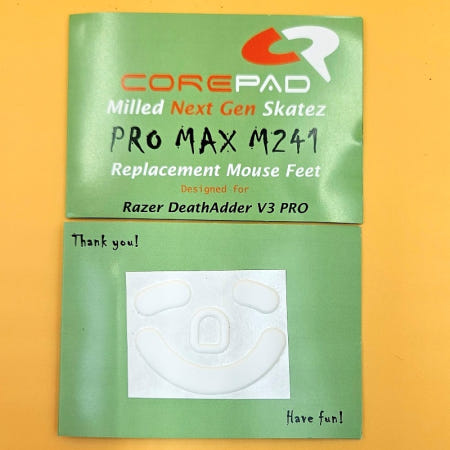 COREPAD
Milled Next Gen Skatez
PRO MAX M241
Replacement Mouse Feet
Designed for
Razer DeathAdder V3 PRO
Thank you!
Have fun!